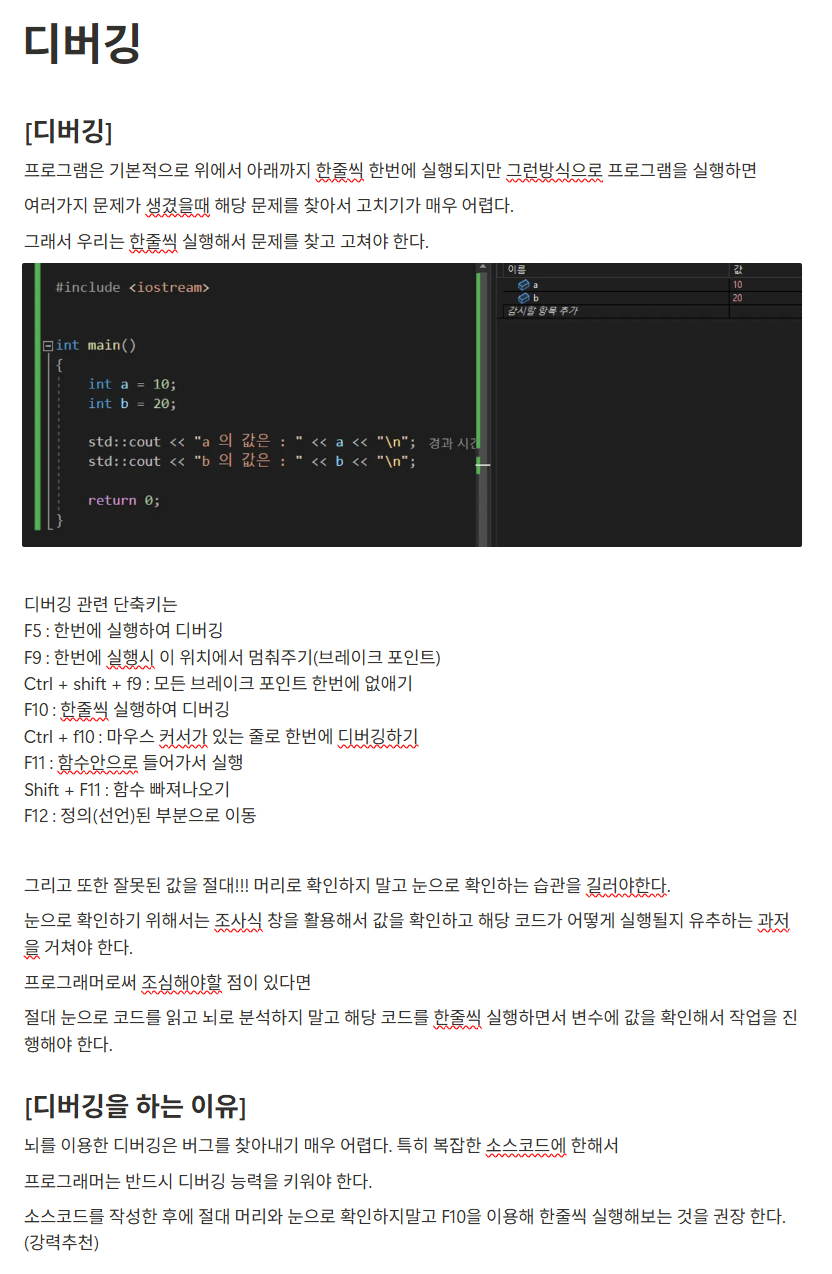 디버깅
[디버깅]
프로그램은 기본적으로 위에서 아래까지 한줄씩 한번에 실행되지만 그런방식으로 프로그램을 실행하면
여러가지 문제가 생겼을때 해당 문제를 찾아서 고치기가 매우 어렵다.
그래서 우리는 한줄씩 실행해서 문제를 찾고 고쳐야 한다.
#include <iostream>
int main()
{
int a = 10;
int b = 20;
std::cout << "a 의 값은 : " << a << "\n"; 경과 시간
std::cout << "b 의 값은 : " << b << "\n";
return 0;
}
이름 값
a 10
b 20
감시할 항목 추가
디버깅 관련 단축키는
F5 : 한번에 실행하여 디버깅
F9 : 한번에 실행시 이 위치에서 멈춰주기(브레이크 포인트)
Ctrl + shift + f9 : 모든 브레이크 포인트 한번에 없애기
F10 : 한줄씩 실행하여 디버깅
Ctrl + f10 : 마우스 커서가 있는 줄로 한번에 디버깅하기
F11 : 함수안으로 들어가서 실행
Shift + F11 : 함수 빠져나오기
F12 : 정의(선언)된 부분으로 이동
그리고 또한 잘못된 값을 절대!!! 머리로 확인하지 말고 눈으로 확인하는 습관을 길러야한다.
눈으로 확인하기 위해서는 조사식 창을 활용해서 값을 확인하고 해당 코드가 어떻게 실행될지 유추하는 과저
을 거쳐야 한다.
프로그래머로써 조심해야할 점이 있다면
절대 눈으로 코드를 읽고 뇌로 분석하지 말고 해당 코드를 한줄씩 실행하면서 변수에 값을 확인해서 작업을 진
행해야 한다.
[디버깅을 하는 이유]
뇌를 이용한 디버깅은 버그를 찾아내기 매우 어렵다. 특히 복잡한 소스코드에 한해서
프로그래머는 반드시 디버깅 능력을 키워야 한다.
소스코드를 작성한 후에 절대 머리와 눈으로 확인하지말고 F10을 이용해 한줄씩 실행해보는 것을 권장 한다.
(강력추천)